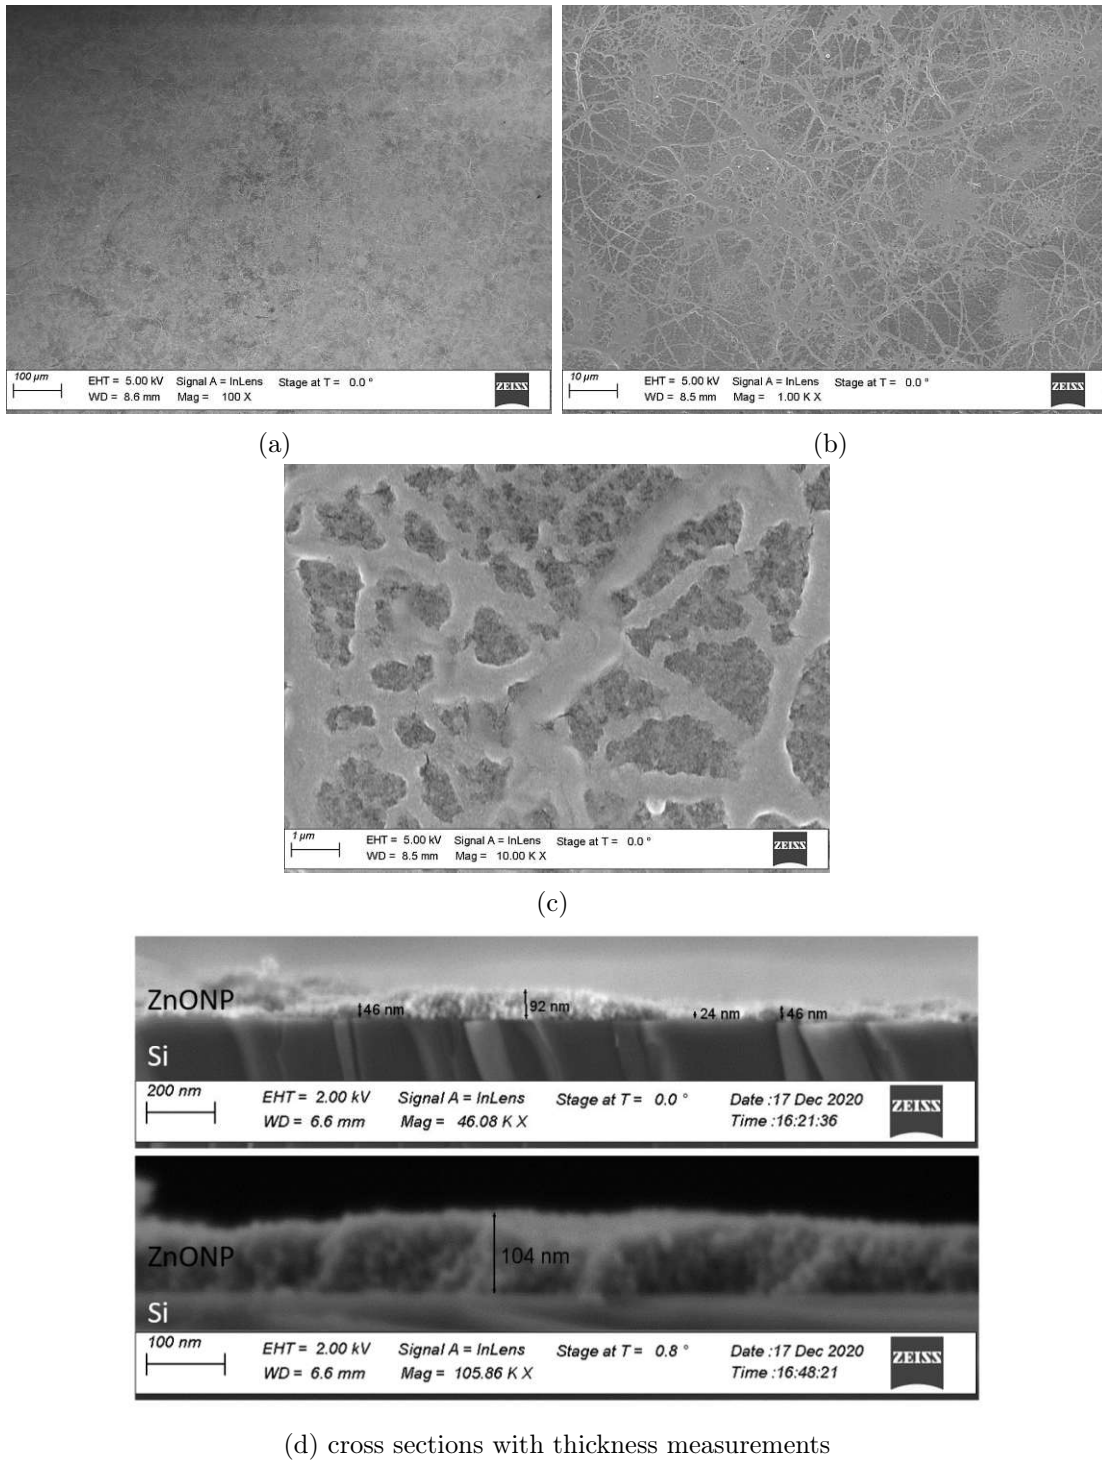 100 µm
EHT = 5.00 kV Signal A = InLens Stage at T = 0.0 °
WD = 8.6 mm Mag = 100 X
ZEISS
10 µm
EHT = 5.00 kV Signal A = InLens Stage at T = 0.0 °
WD = 8.5 mm Mag = 1.00 K X
ZEISS
(a)
(b)
1 µm
EHT = 5.00 kV Signal A = InLens Stage at T = 0.0 °
WD = 8.5 mm Mag = 10.00 K X
ZEISS
(c)
ZnONP
46 nm
92 nm
24 nm
46 nm
Si
200 nm
EHT = 2.00 kV Signal A = InLens Stage at T = 0.0 ° Date :17 Dec 2020
WD = 6.6 mm Mag = 46.08 K X Time :16:21:36
ZEISS
ZnONP
104 nm
Si
100 nm
EHT = 2.00 kV Signal A = InLens Stage at T = 0.8 ° Date :17 Dec 2020
WD = 6.6 mm Mag = 105.86 K X Time :16:48:21
ZEISS
(d) cross sections with thickness measurements